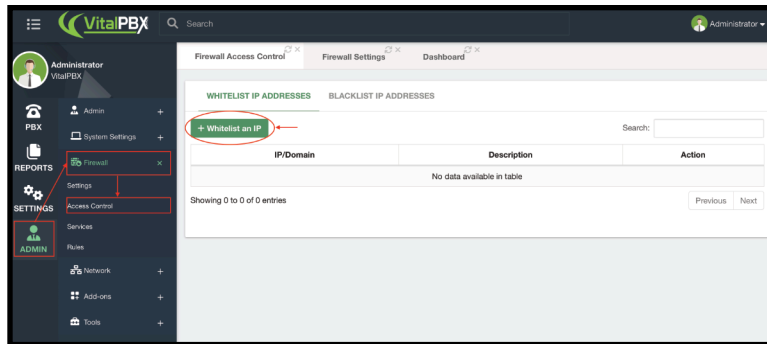 VitalPBX
Search
Administrator
Administrator
VitalPBX
PBX
REPORTS
SETTINGS
ADMIN
Admin +
System Settings +
Firewall ×
Settings
Access Control
Services
Rules
Network +
Add-ons +
Tools +
Firewall Access Control ×
Firewall Settings ×
Dashboard ×
WHITELIST IP ADDRESSES
BLACKLIST IP ADDRESSES
+ Whitelist an IP
Search:
IP/Domain Description Action
No data available in table
Showing 0 to 0 of 0 entries
Previous Next